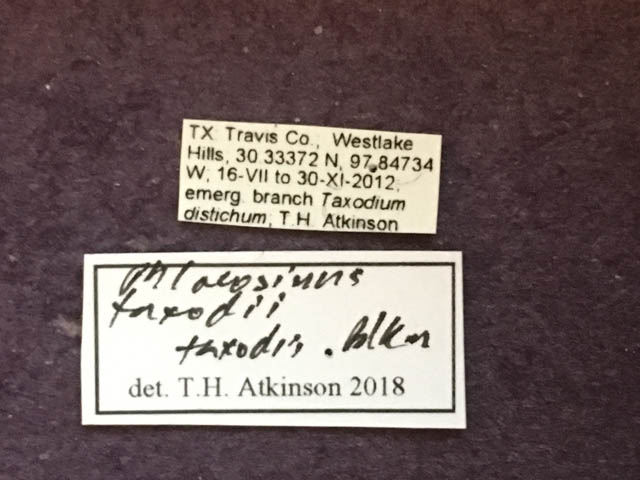 TX: Travis Co., Westlake
Hills, 30.33372 N, 97.84734
W, 16-VII to 30-XI-2012,
emerg. branch Taxodium
distichum, T.H. Atkinson
Phloeosinus
taxodii
taxodii . Blkm
det. T.H. Atkinson 2018